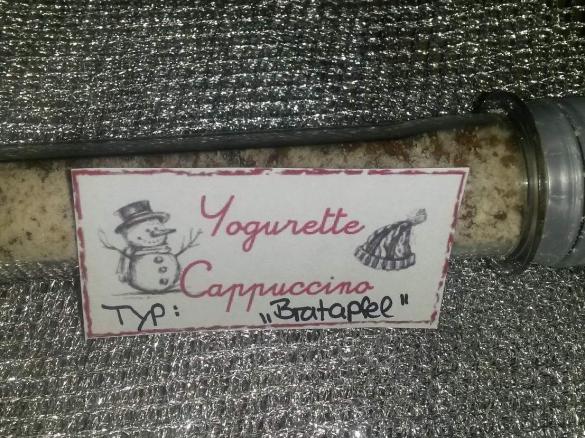 Yogurette
Cappuccino
Typ: „Bratapfel"